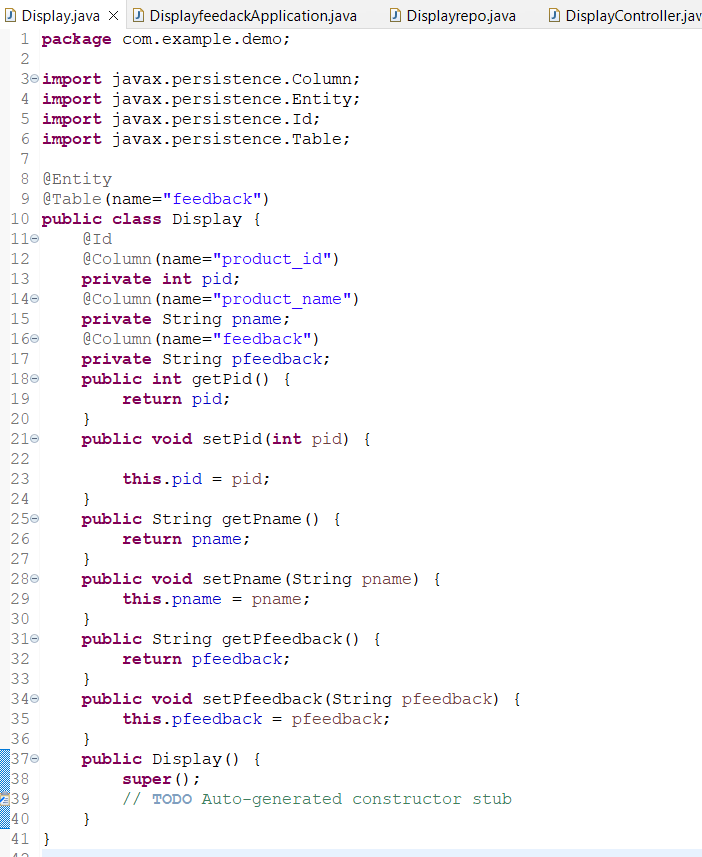 Display.java DisplayfeedackApplication.java Displayrepo.java DisplayController.jav
1 package com.example.demo;
2
3 import javax.persistence.Column;
4 import javax.persistence.Entity;
5 import javax.persistence.Id;
6 import javax.persistence.Table;
7
8 @Entity
9 @Table(name="feedback")
10 public class Display {
11 @Id
12 @Column(name="product_id")
13 private int pid;
14 @Column(name="product_name")
15 private String pname;
16 @Column(name="feedback")
17 private String pfeedback;
18 public int getPid() {
19 return pid;
20 }
21 public void setPid(int pid) {
22
23 this.pid = pid;
24 }
25 public String getPname() {
26 return pname;
27 }
28 public void setPname(String pname) {
29 this.pname = pname;
30 }
31 public String getPfeedback() {
32 return pfeedback;
33 }
34 public void setPfeedback(String pfeedback) {
35 this.pfeedback = pfeedback;
36 }
37 public Display() {
38 super();
39 // TODO Auto-generated constructor stub
40 }
41 }
42